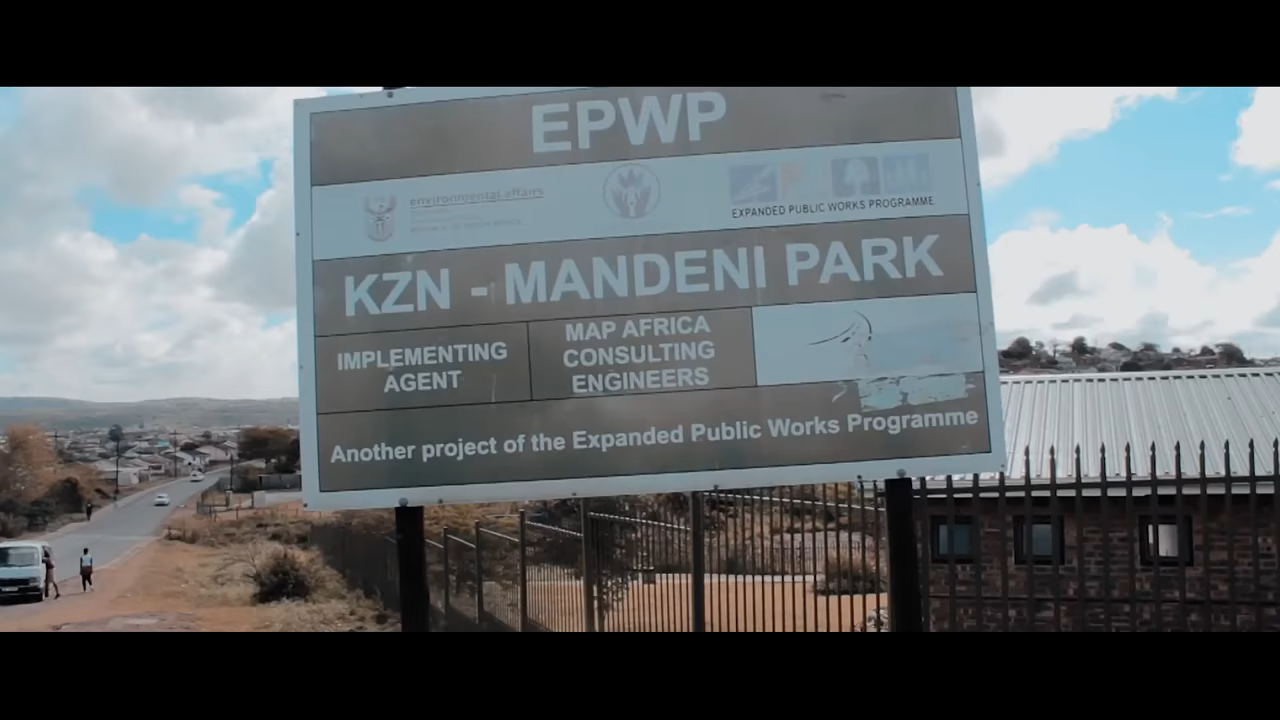 EPWP
environmental affairs
EXPANDED PUBLIC WORKS PROGRAMME
KZN - MANDENI PARK
IMPLEMENTING
AGENT
MAP AFRICA
CONSULTING
ENGINEERS
Another project of the Expanded Public Works Programme